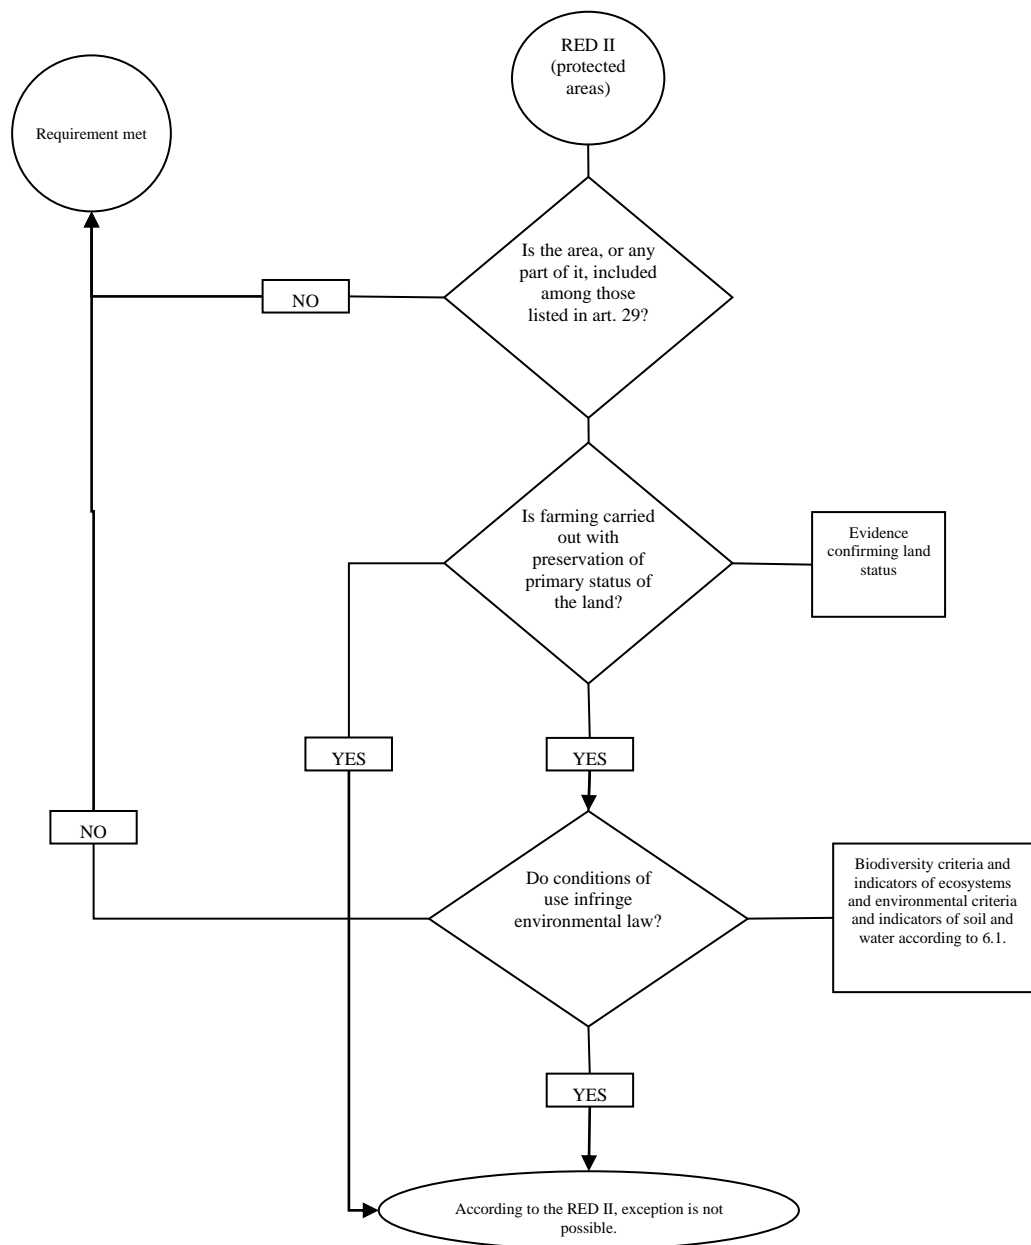 RED II
(protected
areas)
Requirement met
Is the area, or any
part of it, included
among those
listed in art. 29?
NO
Is farming carried
out with
preservation of
primary status of
the land?
Evidence
confirming land
status
YES
YES
NO
Do conditions of
use infringe
environmental law?
Biodiversity criteria and
indicators of ecosystems
and environmental criteria
and indicators of soil and
water according to 6.1.
YES
According to the RED II, exception is not
possible.